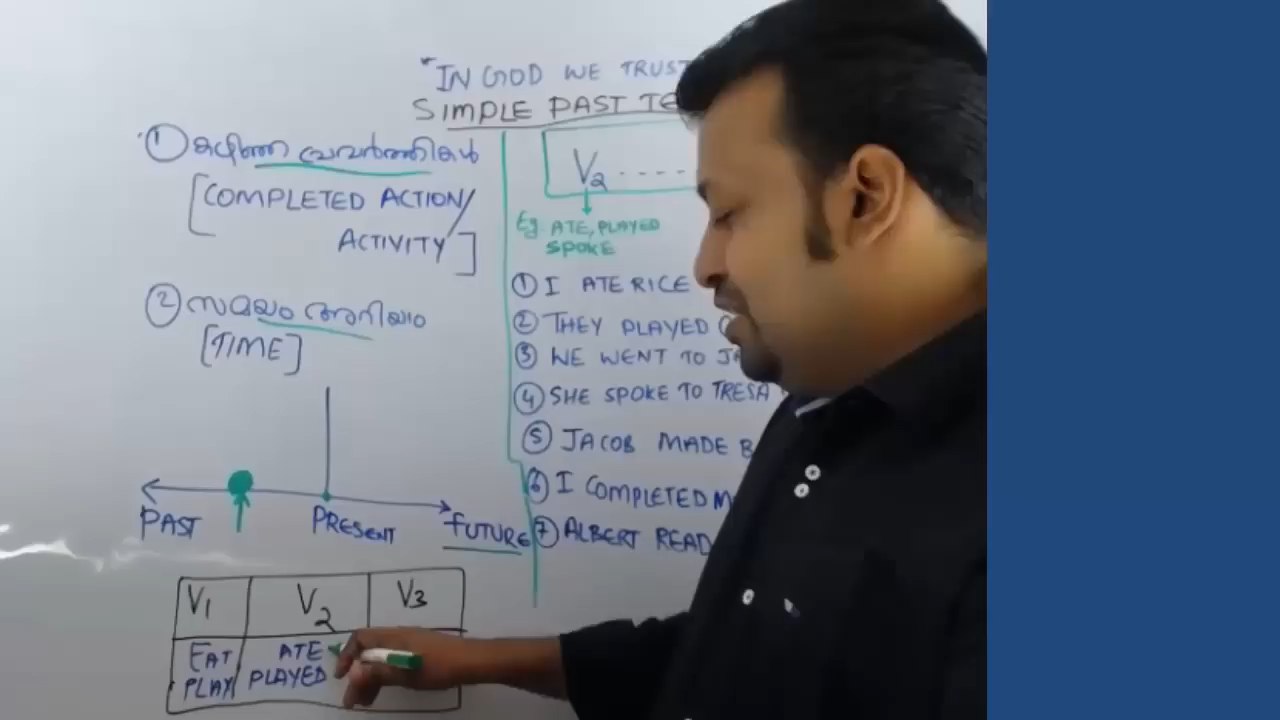 "IN GOD WE TRUST
SIMPLE PAST
① കഴിഞ്ഞ പ്രവർത്തികൾ
[COMPLETED ACTION/
ACTIVITY]
② സമയം അറിയാം
[TIME]
PAST PRESENT FUTURE
V1 V2 V3
EAT ATE
PLAY PLAYED
V2 ....
Eg. ATE, PLAYED
SPOKE
① I ATE RICE
② THEY PLAYED
③ WE WENT TO
④ SHE SPOKE TO TRESA
⑤ JACOB MADE
⑥ I COMPLETED
⑦ ALBERT READ